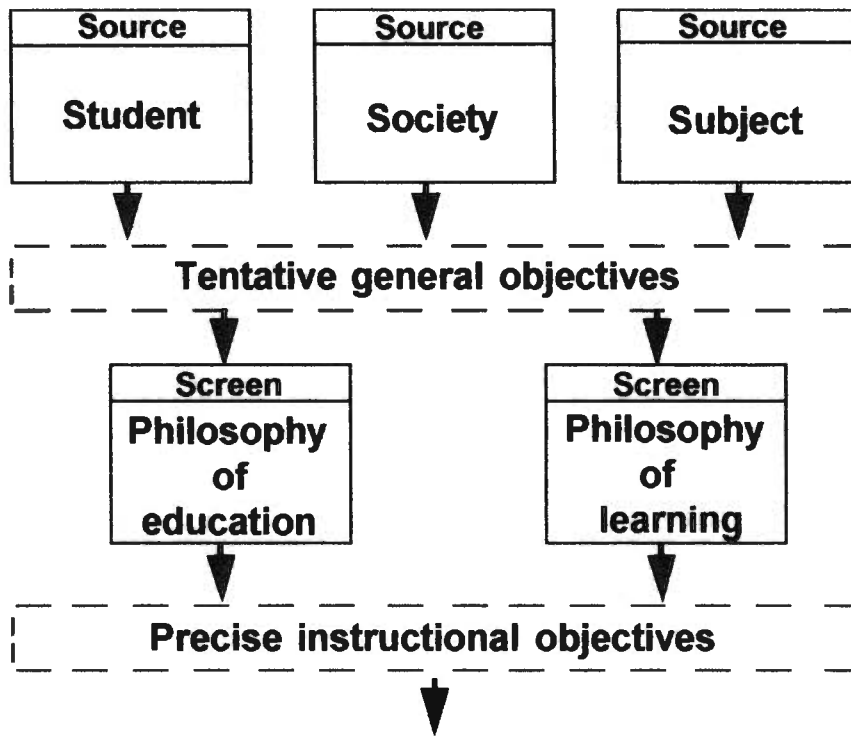 Source
Student
Source
Society
Source
Subject
Tentative general objectives
Screen
Philosophy
of
education
Screen
Philosophy
of
learning
Precise instructional objectives